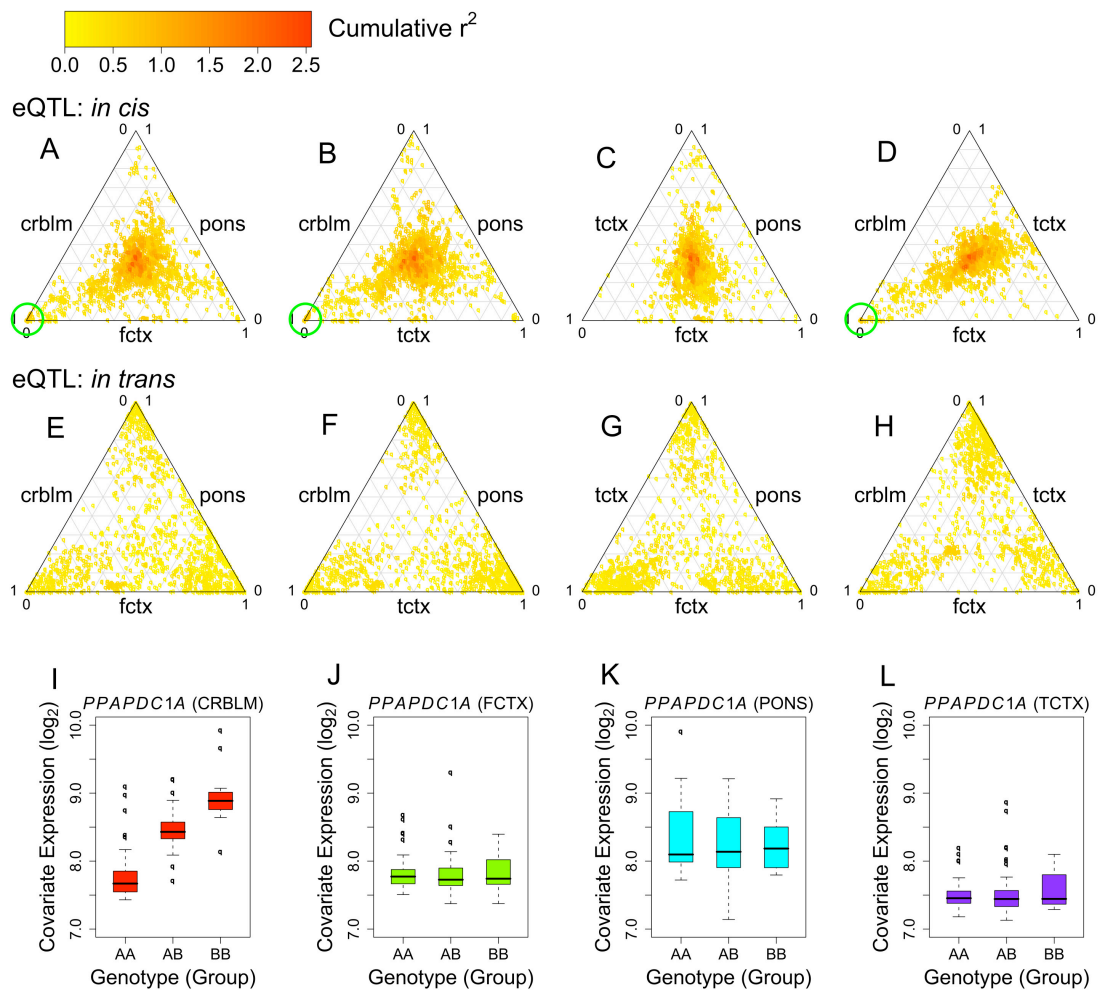 Cumulative r²
0.0 0.5 1.0 1.5 2.0 2.5
eQTL: in cis
A B C D
0 1 0 1 0 1 0 1
crblm pons crblm pons tctx pons crblm tctx
1 0 1 0 1 0 1 0
0 fctx 1 0 tctx 1 0 fctx 1 0 fctx 1
eQTL: in trans
E F G H
0 1 0 1 0 1 0 1
crblm pons crblm pons tctx pons crblm tctx
1 0 1 0 1 0 1 0
0 fctx 1 0 tctx 1 0 fctx 1 0 fctx 1
I J K L
PPAPDC1A (CRBLM) PPAPDC1A (FCTX) PPAPDC1A (PONS) PPAPDC1A (TCTX)
Covariate Expression (log₂) Covariate Expression (log₂) Covariate Expression (log₂) Covariate Expression (log₂)
10.0 10.0 10.0 10.0
9.0 9.0 9.0 9.0
8.0 8.0 8.0 8.0
7.0 7.0 7.0 7.0
AA AB BB AA AB BB AA AB BB AA AB BB
Genotype (Group) Genotype (Group) Genotype (Group) Genotype (Group)